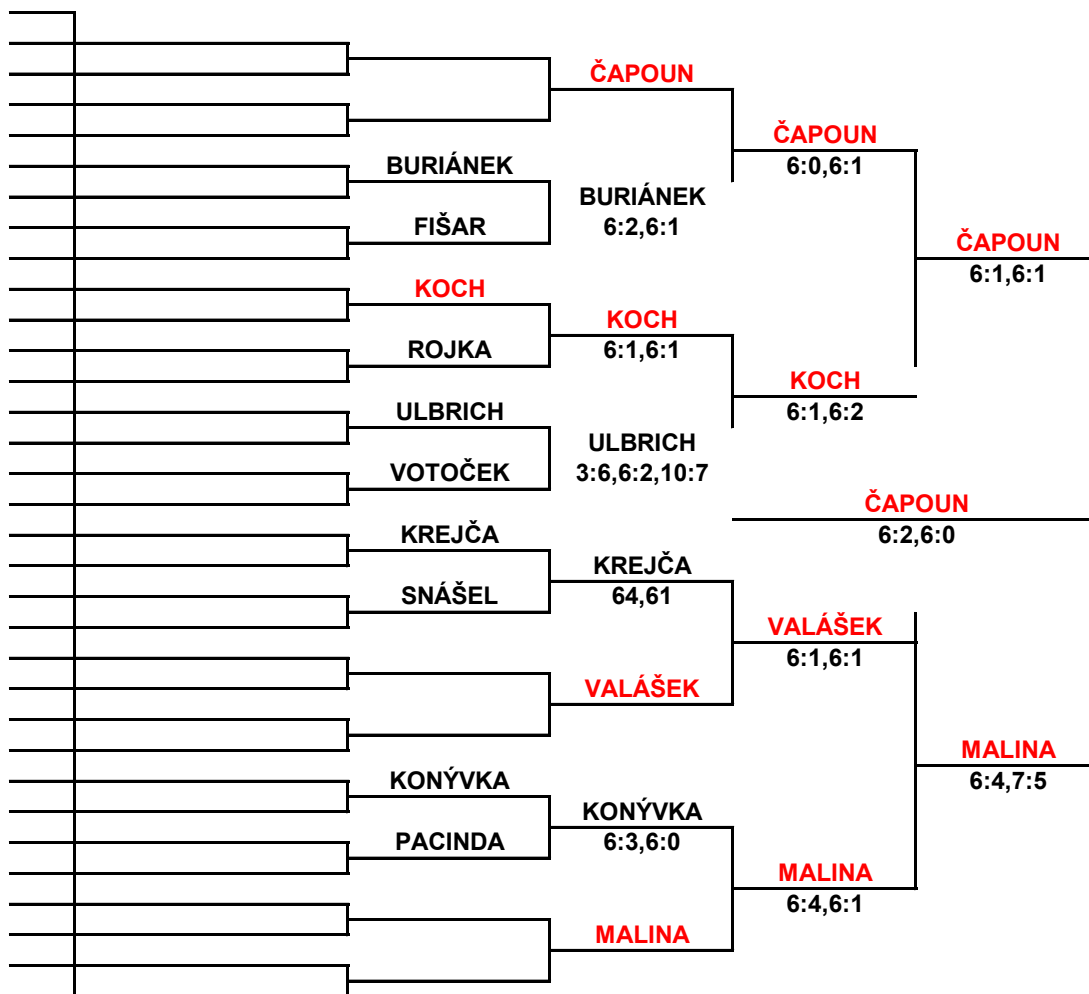 ČAPOUN
ČAPOUN
6:0,6:1
BURIÁNEK
BURIÁNEK
6:2,6:1
FIŠAR
ČAPOUN
6:1,6:1
KOCH
KOCH
6:1,6:1
ROJKA
KOCH
6:1,6:2
ULBRICH
ULBRICH
3:6,6:2,10:7
VOTOČEK
ČAPOUN
6:2,6:0
KREJČA
KREJČA
64,61
SNÁŠEL
VALÁŠEK
6:1,6:1
VALÁŠEK
MALINA
6:4,7:5
KONÝVKA
KONÝVKA
6:3,6:0
PACINDA
MALINA
6:4,6:1
MALINA